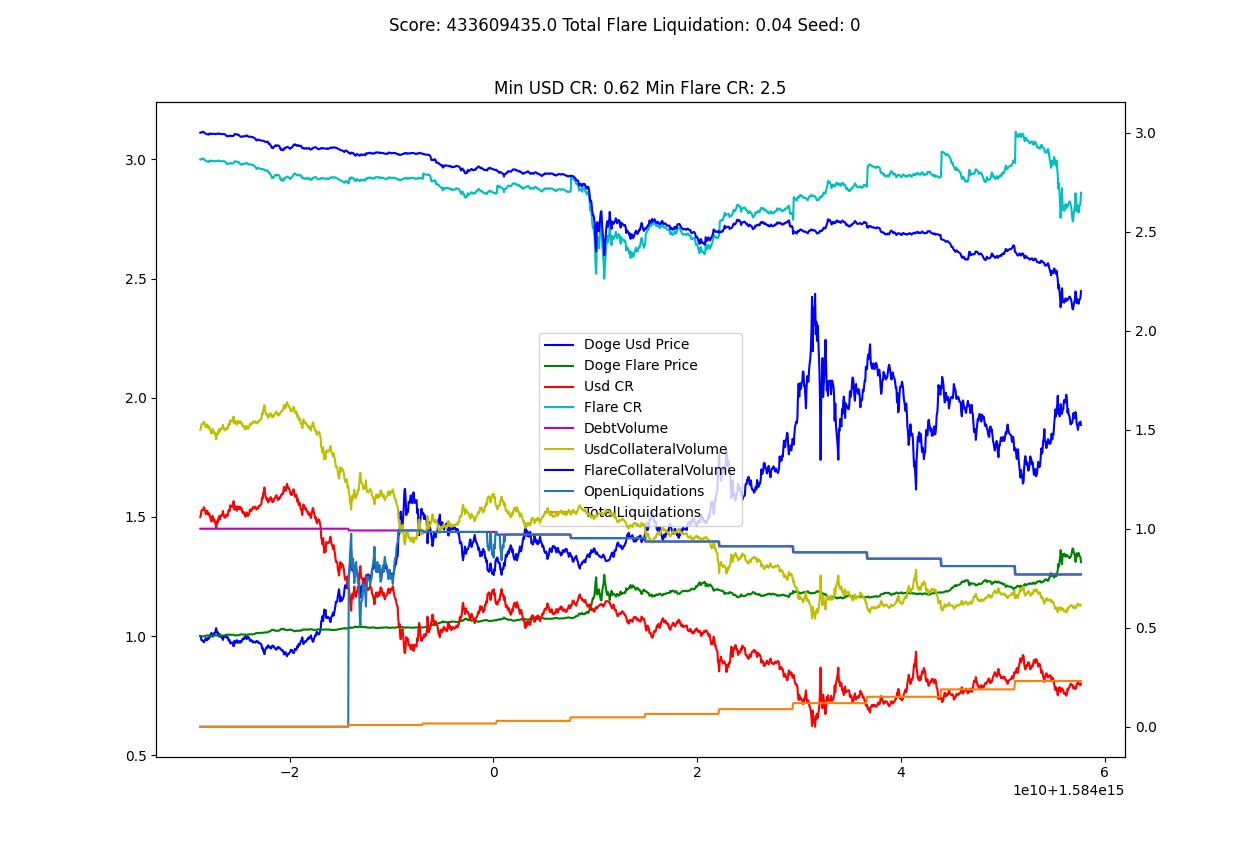 Score: 433609435.0 Total Flare Liquidation: 0.04 Seed: 0
Min USD CR: 0.62 Min Flare CR: 2.5
3.0
2.5
2.0
1.5
1.0
0.5
3.0
2.5
2.0
1.5
1.0
0.5
0.0
Doge Usd Price
Doge Flare Price
Usd CR
Flare CR
DebtVolume
UsdCollateralVolume
FlareCollateralVolume
OpenLiquidations
TotalLiquidations
−2 0 2 4 6
1e10+1.584e15